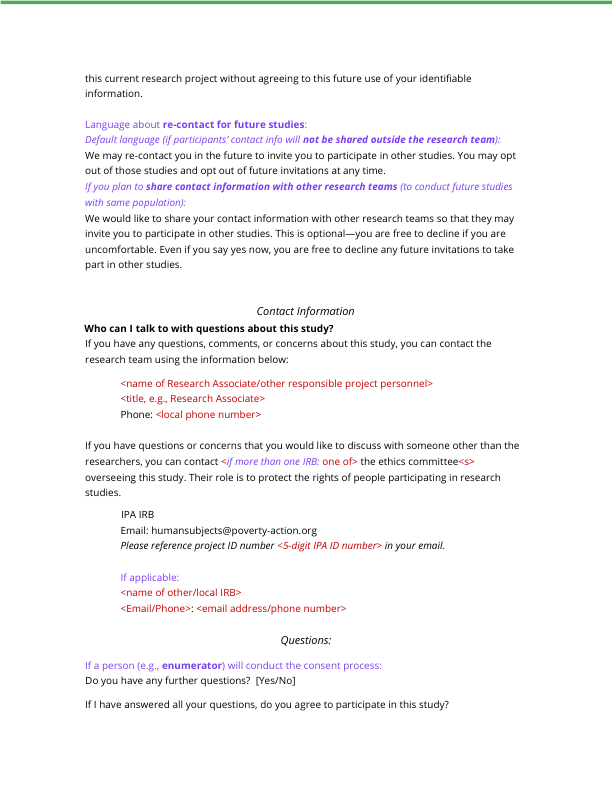 this current research project without agreeing to this future use of your identifiable
information.
Language about re-contact for future studies:
Default language (if participants’ contact info will not be shared outside the research team):
We may re-contact you in the future to invite you to participate in other studies. You may opt
out of those studies and opt out of future invitations at any time.
If you plan to share contact information with other research teams (to conduct future studies
with same population):
We would like to share your contact information with other research teams so that they may
invite you to participate in other studies. This is optional—you are free to decline if you are
uncomfortable. Even if you say yes now, you are free to decline any future invitations to take
part in other studies.
Contact Information
Who can I talk to with questions about this study?
If you have any questions, comments, or concerns about this study, you can contact the
research team using the information below:
<name of Research Associate/other responsible project personnel>
<title, e.g., Research Associate>
Phone: <local phone number>
If you have questions or concerns that you would like to discuss with someone other than the
researchers, you can contact <if more than one IRB: one of> the ethics committee<s>
overseeing this study. Their role is to protect the rights of people participating in research
studies.
IPA IRB
Email: humansubjects@poverty-action.org
Please reference project ID number <5-digit IPA ID number> in your email.
If applicable:
<name of other/local IRB>
<Email/Phone>: <email address/phone number>
Questions:
If a person (e.g., enumerator) will conduct the consent process:
Do you have any further questions?  [Yes/No]
If I have answered all your questions, do you agree to participate in this study?